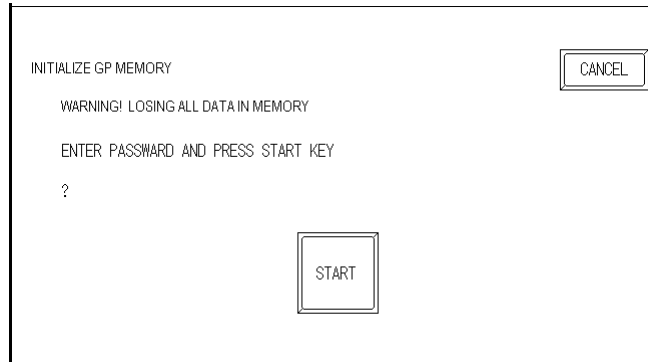 INITIALIZE GP MEMORY
CANCEL
WARNING! LOSING ALL DATA IN MEMORY
ENTER PASSWARD AND PRESS START KEY
?
START